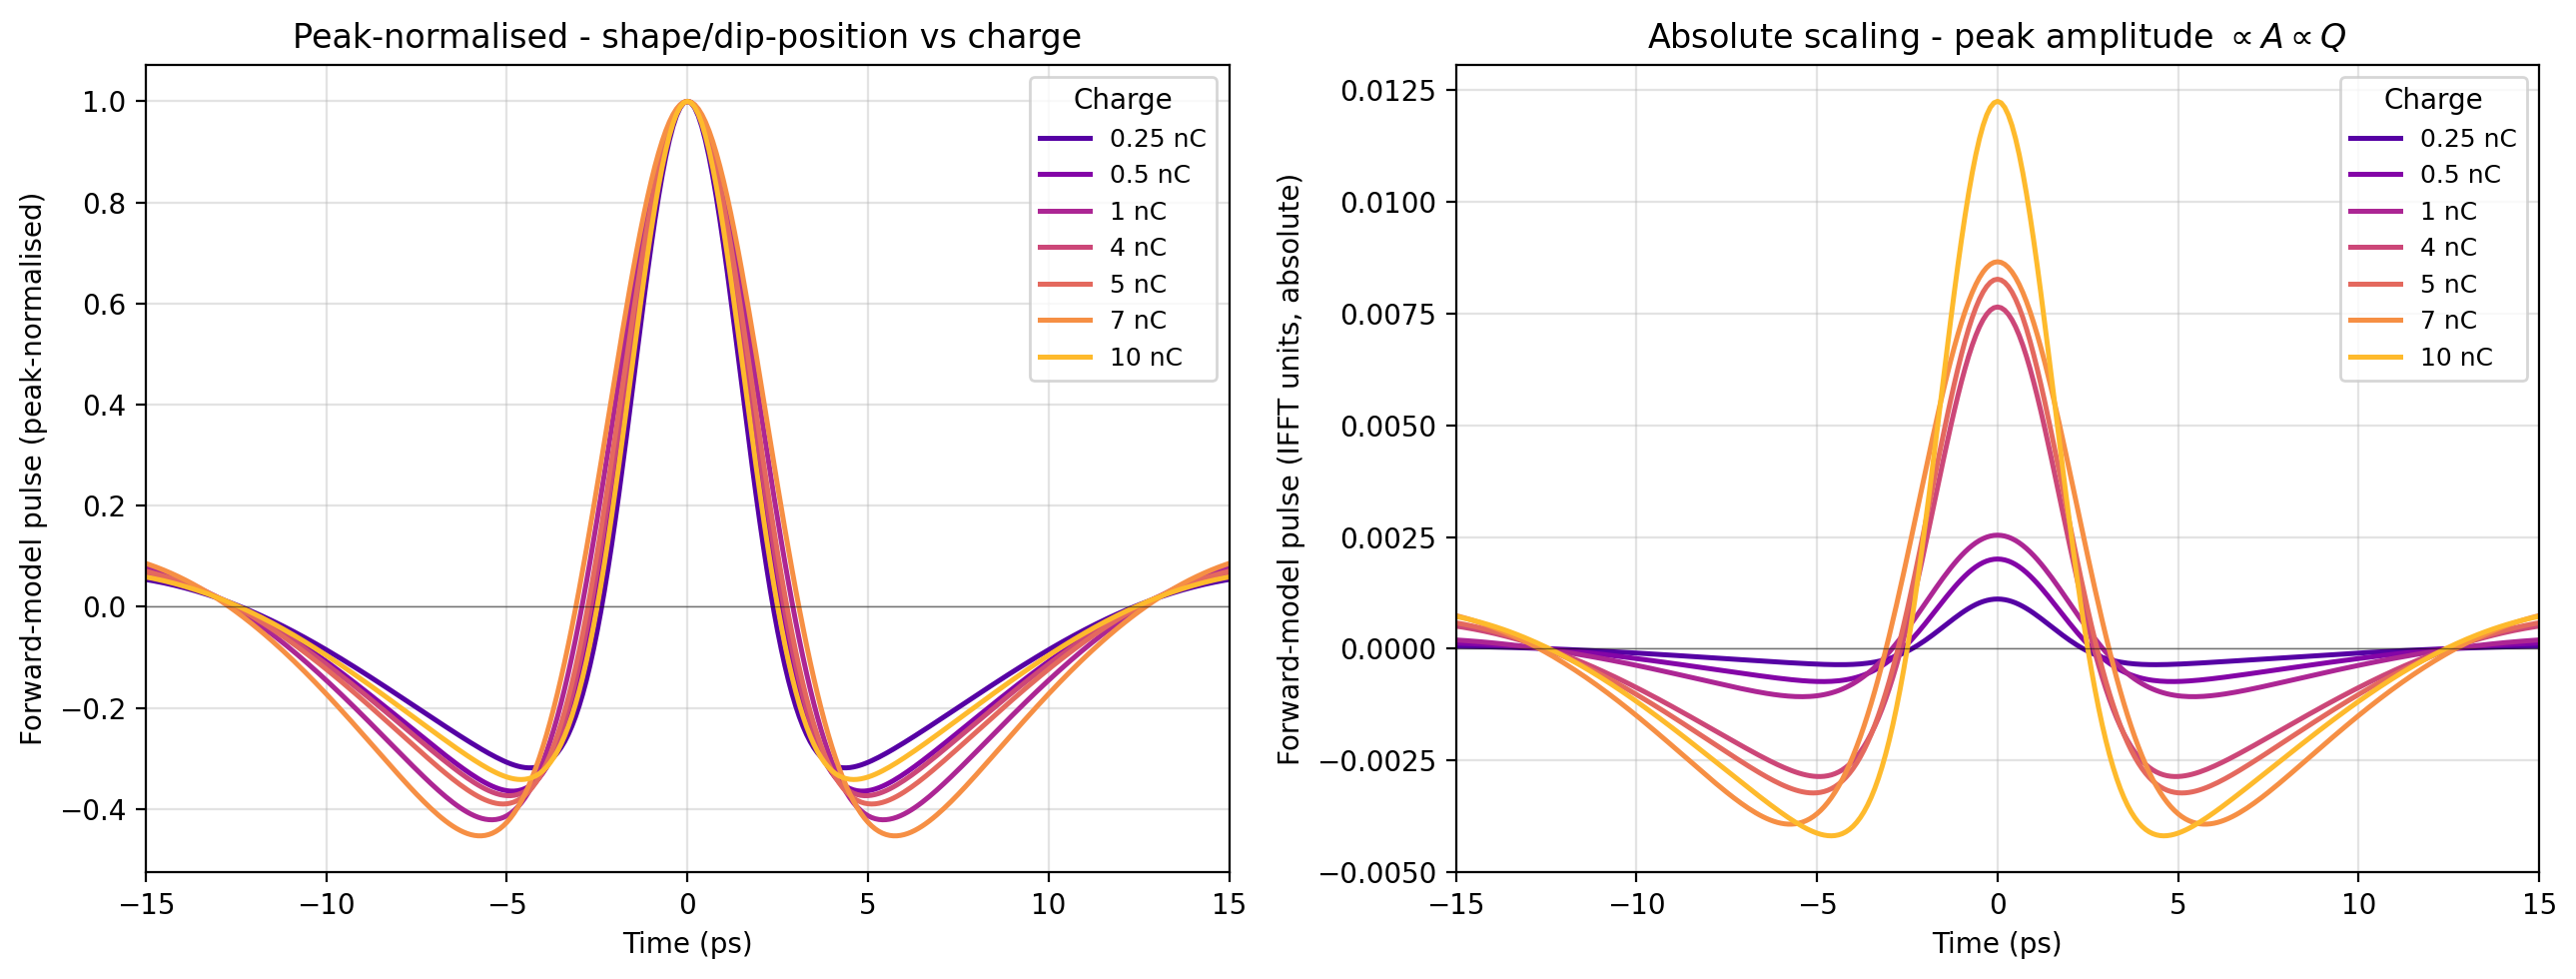 Peak-normalised - shape/dip-position vs charge
Forward-model pulse (peak-normalised)
1.0
0.8
0.6
0.4
0.2
0.0
−0.2
−0.4
−15
−10
−5
0
5
10
15
Time (ps)
Charge
0.25 nC
0.5 nC
1 nC
4 nC
5 nC
7 nC
10 nC
Absolute scaling - peak amplitude ∝ A ∝ Q
Forward-model pulse (IFFT units, absolute)
0.0125
0.0100
0.0075
0.0050
0.0025
0.0000
−0.0025
−0.0050
−15
−10
−5
0
5
10
15
Time (ps)
Charge
0.25 nC
0.5 nC
1 nC
4 nC
5 nC
7 nC
10 nC